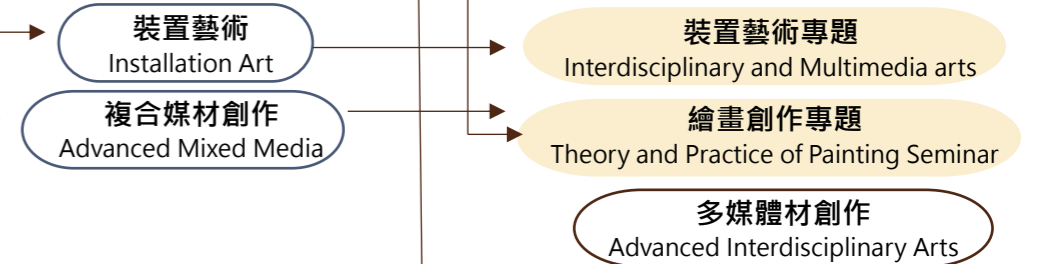 裝置藝術
Installation Art
複合媒材創作
Advanced Mixed Media
裝置藝術專題
Interdisciplinary and Multimedia arts
繪畫創作專題
Theory and Practice of Painting Seminar
多媒體材創作
Advanced Interdisciplinary Arts